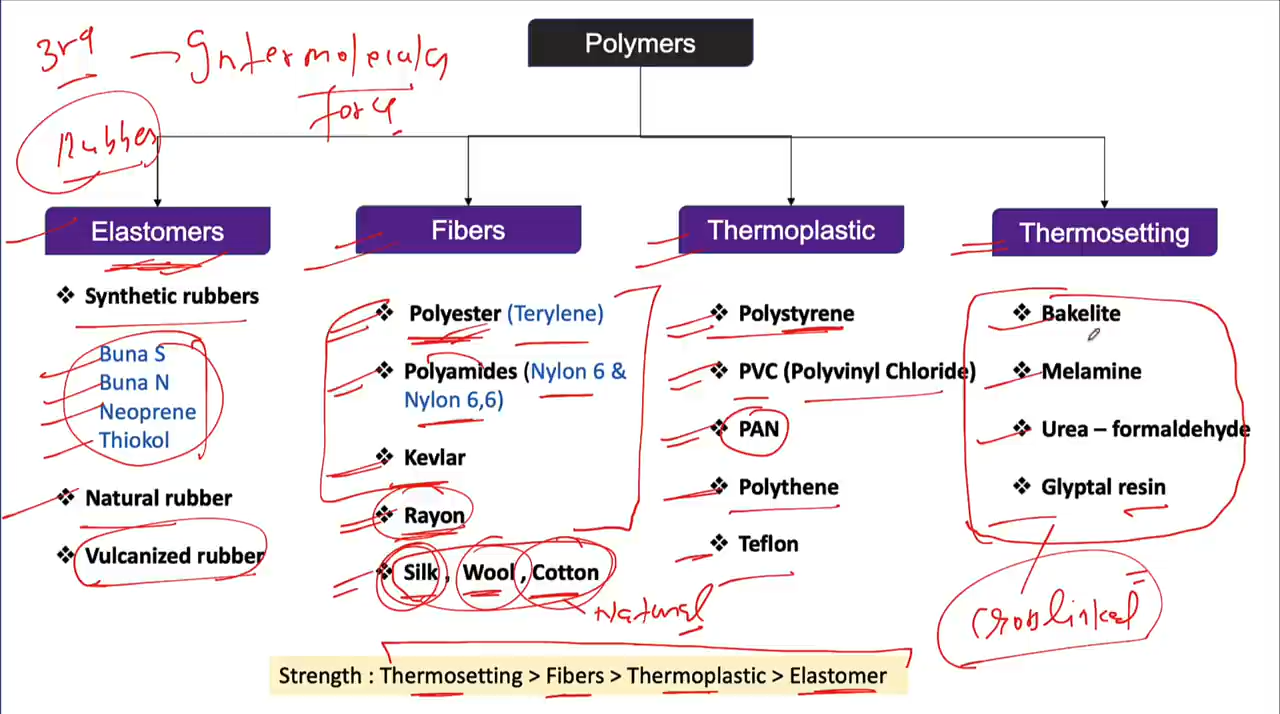 Polymers
3rd → Intermolecular
Force
Rubber
Elastomers
❖ Synthetic rubbers
Buna S
Buna N
Neoprene
Thiokol
❖ Natural rubber
❖ Vulcanized rubber
Fibers
❖ Polyester (Terylene)
❖ Polyamides (Nylon 6 &
Nylon 6,6)
❖ Kevlar
❖ Rayon
❖ Silk , Wool , Cotton
Natural
Thermoplastic
❖ Polystyrene
❖ PVC (Polyvinyl Chloride)
❖ PAN
❖ Polythene
❖ Teflon
Thermosetting
❖ Bakelite
❖ Melamine
❖ Urea – formaldehyde
❖ Glyptal resin
Crosslinked
Strength : Thermosetting > Fibers > Thermoplastic > Elastomer